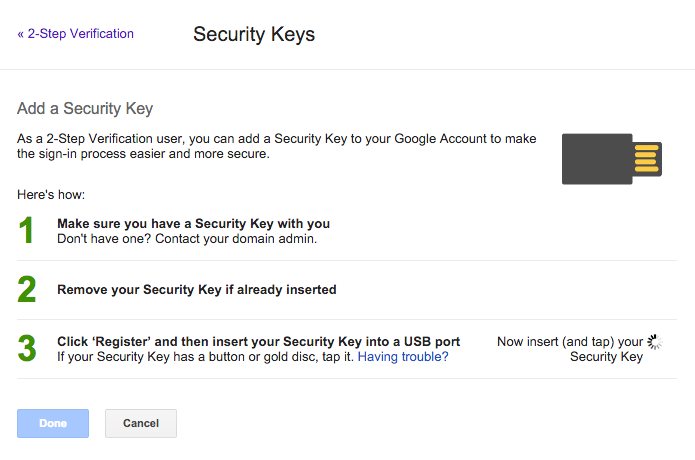 « 2-Step Verification
Security Keys
Add a Security Key
As a 2-Step Verification user, you can add a Security Key to your Google Account to make
the sign-in process easier and more secure.
Here's how:
1
Make sure you have a Security Key with you
Don't have one? Contact your domain admin.
2
Remove your Security Key if already inserted
3
Click ‘Register’ and then insert your Security Key into a USB port
If your Security Key has a button or gold disc, tap it. Having trouble?
Now insert (and tap) your
Security Key
Done
Cancel